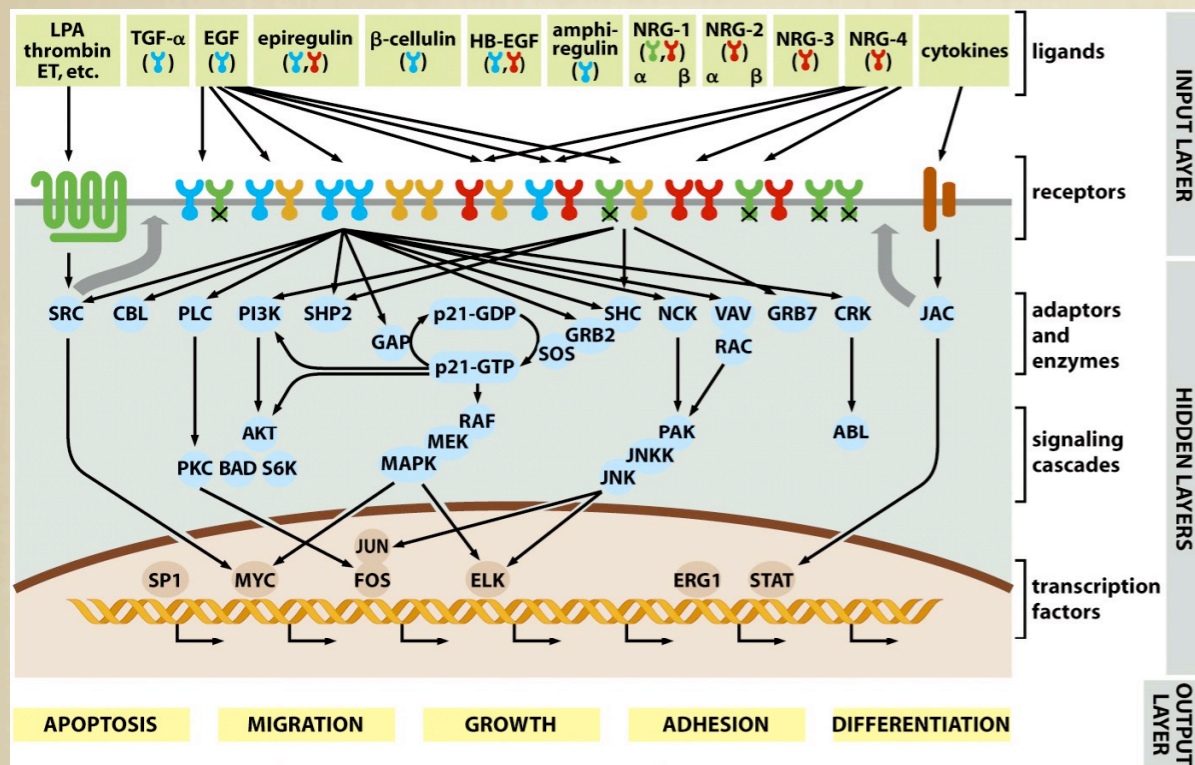 LPA
thrombin
ET, etc.
TGF-α
( )
EGF
( )
epiregulin
( , )
β-cellulin
( )
HB-EGF
( , )
amphi-
regulin
( )
NRG-1
( , )
α β
NRG-2
( )
α β
NRG-3
( )
NRG-4
( )
cytokines
ligands
INPUT LAYER
receptors
SRC
CBL
PLC
PI3K
SHP2
GAP
p21-GDP
p21-GTP
SOS
GRB2
SHC
NCK
VAV
RAC
GRB7
CRK
JAC
adaptors
and
enzymes
HIDDEN LAYERS
RAF
MEK
MAPK
AKT
PKC
BAD
S6K
PAK
JNKK
JNK
ABL
signaling
cascades
JUN
SP1
MYC
FOS
ELK
ERG1
STAT
transcription
factors
APOPTOSIS
MIGRATION
GROWTH
ADHESION
DIFFERENTIATION
OUTPUT
LAYER